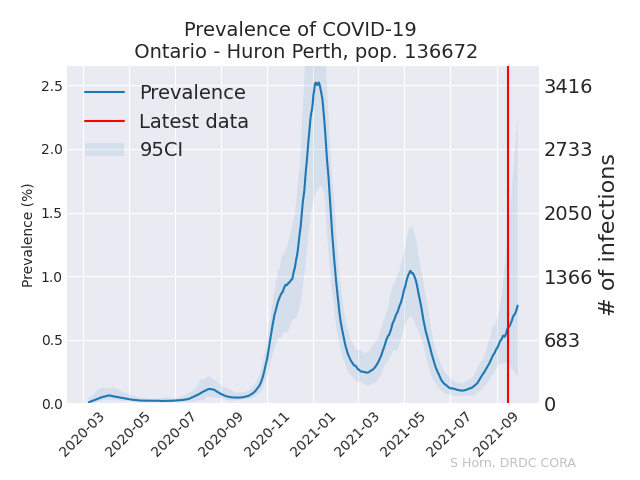 Prevalence of COVID-19
Ontario - Huron Perth, pop. 136672
Prevalence
Latest data
95CI
Prevalence (%)
2.5
2.0
1.5
1.0
0.5
0.0
3416
2733
2050
1366
683
0
# of infections
2020-03
2020-05
2020-07
2020-09
2020-11
2021-01
2021-03
2021-05
2021-07
2021-09
S Horn, DRDC CORA